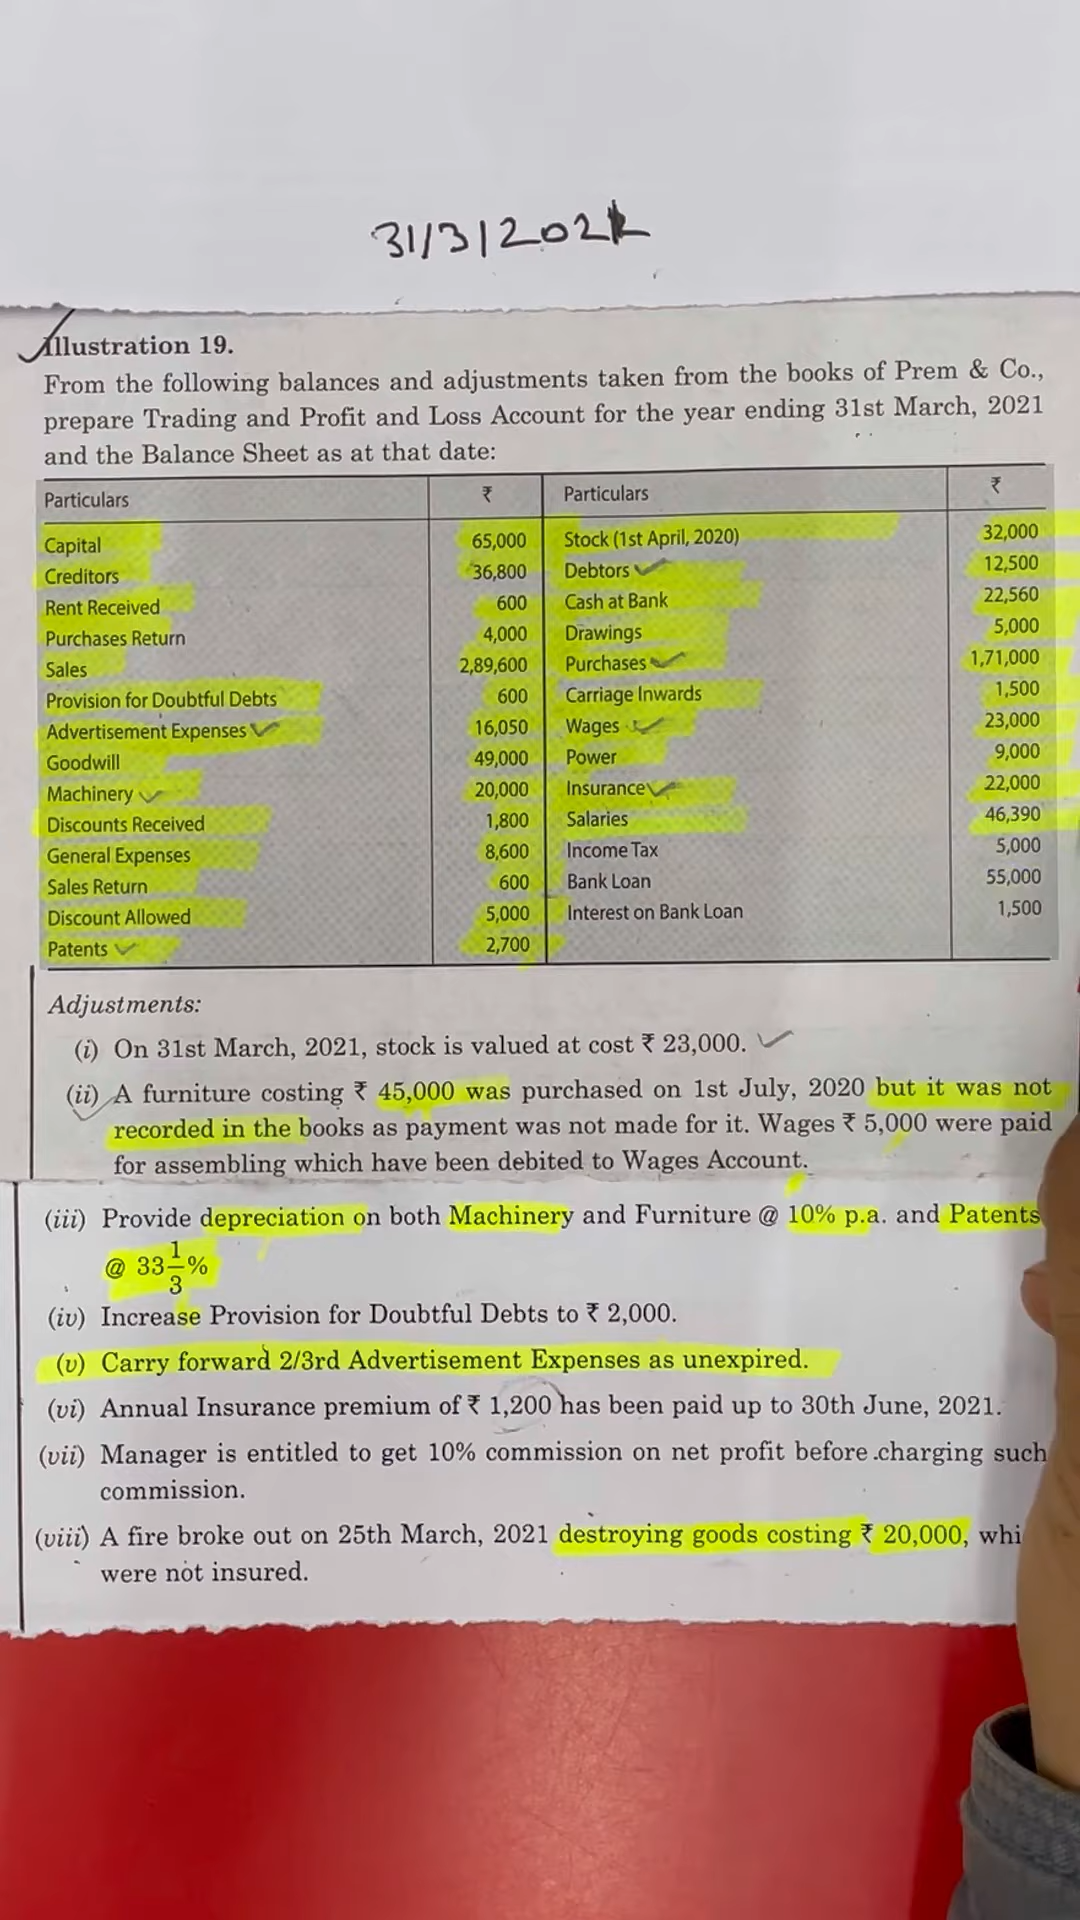 31/3/202
Illustration 19.
From the following balances and adjustments taken from the books of Prem & Co.,
prepare Trading and Profit and Loss Account for the year ending 31st March, 2021
and the Balance Sheet as at that date:
Particulars ₹ Particulars ₹
Capital 65,000 Stock (1st April, 2020) 32,000
Creditors 36,800 Debtors 12,500
Rent Received 600 Cash at Bank 22,560
Purchases Return 4,000 Drawings 5,000
Sales 2,89,600 Purchases 1,71,000
Provision for Doubtful Debts 600 Carriage Inwards 1,500
Advertisement Expenses 16,050 Wages 23,000
Goodwill 49,000 Power 9,000
Machinery 20,000 Insurance 22,000
Discounts Received 1,800 Salaries 46,390
General Expenses 8,600 Income Tax 5,000
Sales Return 600 Bank Loan 55,000
Discount Allowed 5,000 Interest on Bank Loan 1,500
Patents 2,700
Adjustments:
(i) On 31st March, 2021, stock is valued at cost ₹ 23,000.
(ii) A furniture costing ₹ 45,000 was purchased on 1st July, 2020 but it was not
recorded in the books as payment was not made for it. Wages ₹ 5,000 were paid
for assembling which have been debited to Wages Account.
(iii) Provide depreciation on both Machinery and Furniture @ 10% p.a. and Patents
@ 33 1/3%
(iv) Increase Provision for Doubtful Debts to ₹ 2,000.
(v) Carry forward 2/3rd Advertisement Expenses as unexpired.
(vi) Annual Insurance premium of ₹ 1,200 has been paid up to 30th June, 2021.
(vii) Manager is entitled to get 10% commission on net profit before charging such
commission.
(viii) A fire broke out on 25th March, 2021 destroying goods costing ₹ 20,000, whi
were not insured.